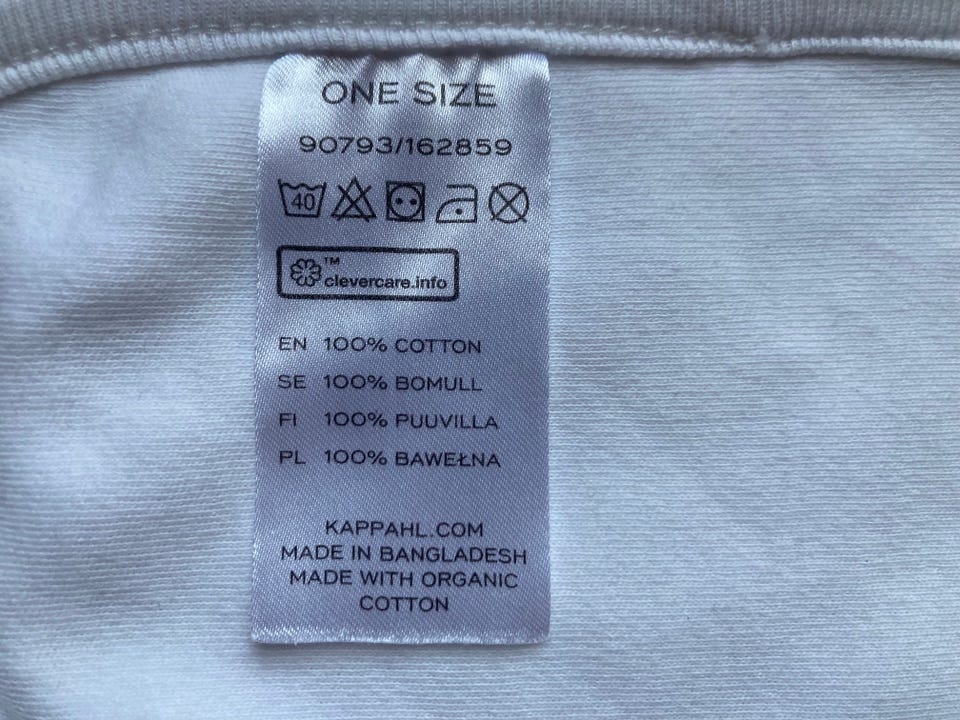 ONE SIZE
90793/162859
40
™
clevercare.info
EN 100% COTTON
SE 100% BOMULL
FI 100% PUUVILLA
PL 100% BAWEŁNA
KAPPAHL.COM
MADE IN BANGLADESH
MADE WITH ORGANIC
COTTON